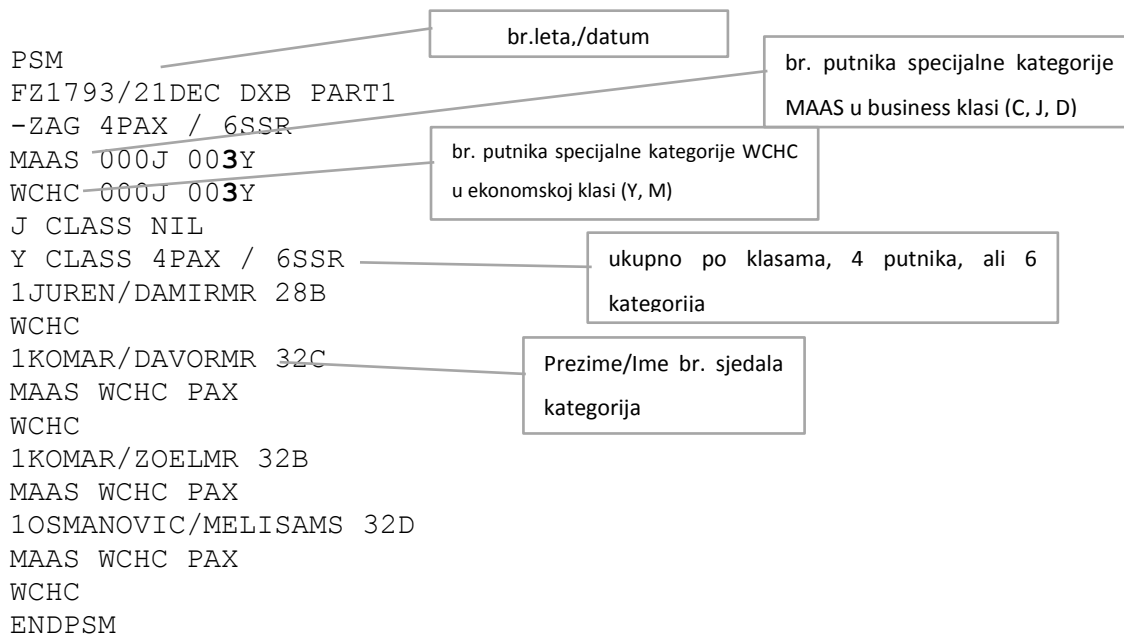 br.leta,/datum
PSM
FZ1793/21DEC DXB PART1
-ZAG 4PAX / 6SSR
MAAS 000J 003Y
WCHC 000J 003Y
J CLASS NIL
Y CLASS 4PAX / 6SSR
1JUREN/DAMIRMR 28B
WCHC
1KOMAR/DAVORMR 32C
MAAS WCHC PAX
WCHC
1KOMAR/ZOELMR 32B
MAAS WCHC PAX
1OSMANOVIC/MELISAMS 32D
MAAS WCHC PAX
WCHC
ENDPSM
br. putnika specijalne kategorije
MAAS u business klasi (C, J, D)
br. putnika specijalne kategorije WCHC
u ekonomskoj klasi (Y, M)
ukupno po klasama, 4 putnika, ali 6
kategorija
Prezime/Ime br. sjedala
kategorija